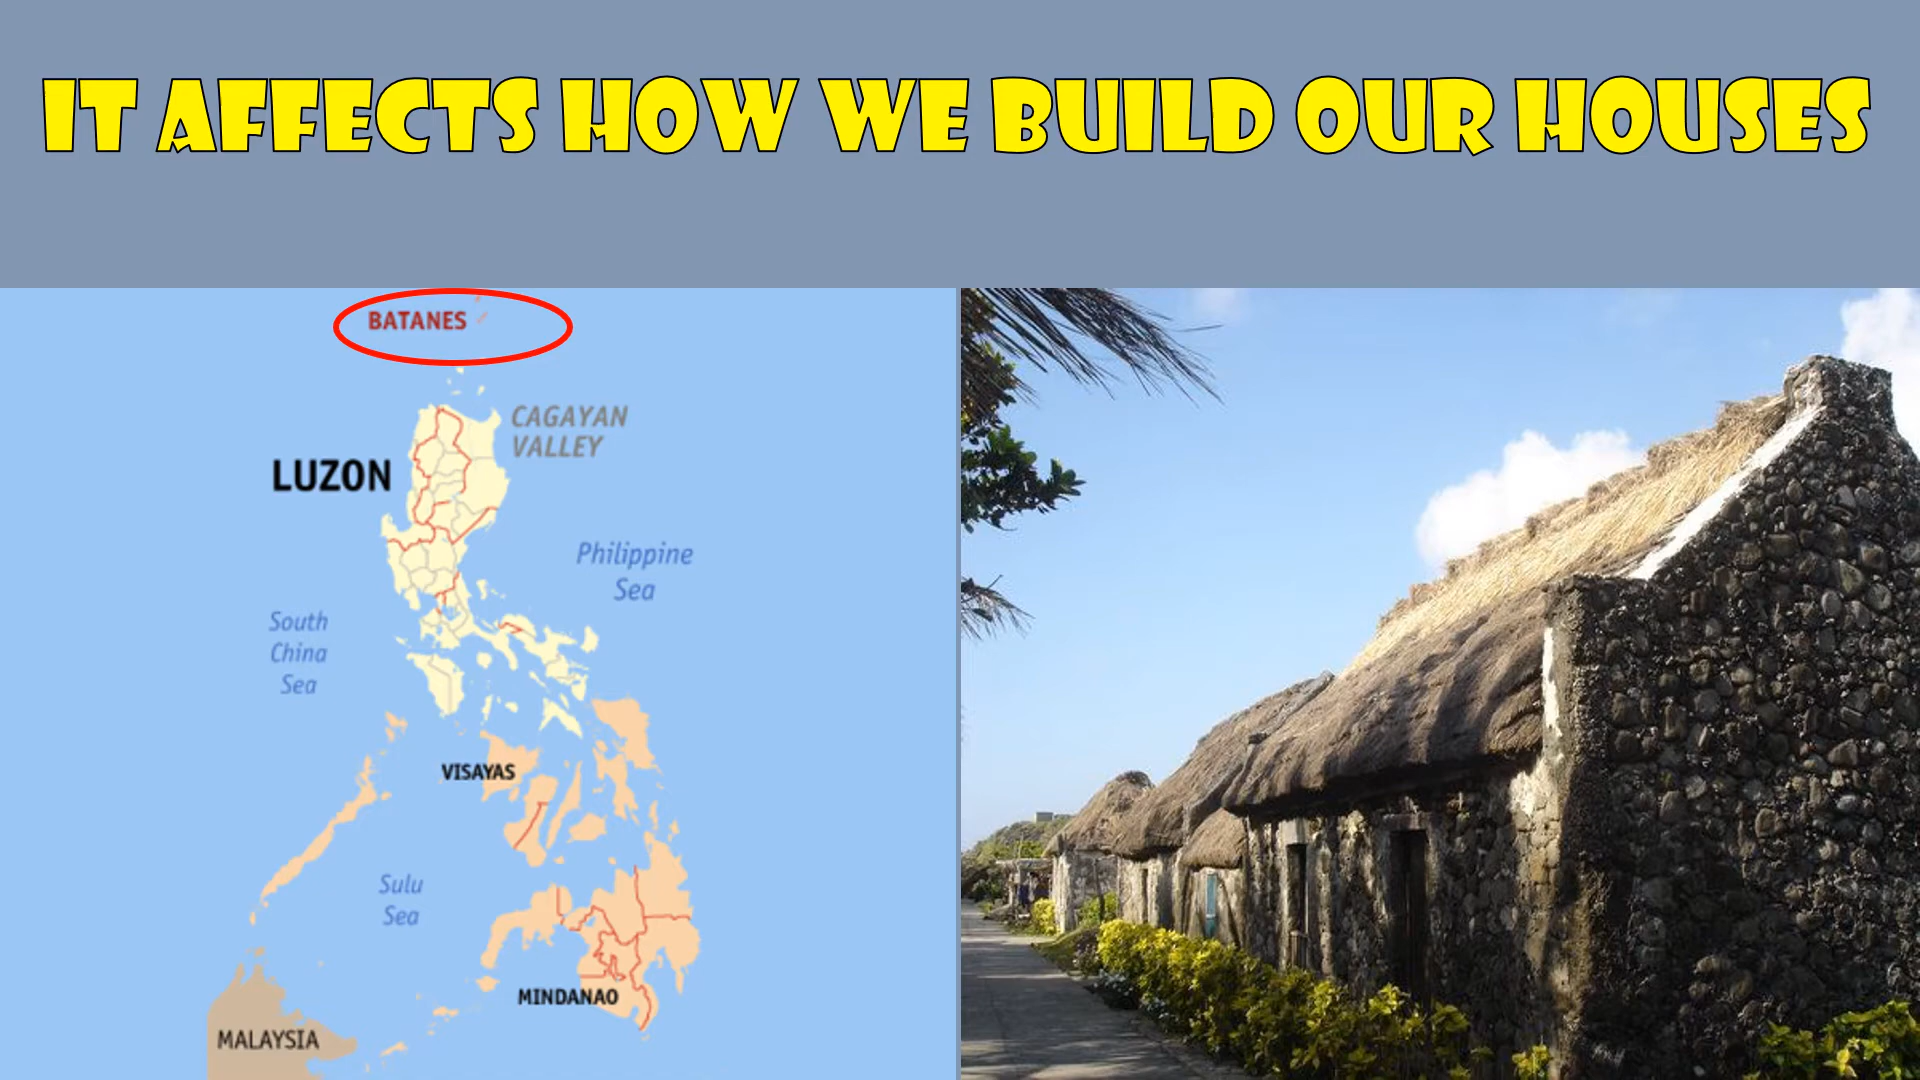 IT AFFECTS HOW WE BUILD OUR HOUSES
BATANES
CAGAYAN
VALLEY
LUZON
Philippine
Sea
South
China
Sea
VISAYAS
Sulu
Sea
MINDANAO
MALAYSIA